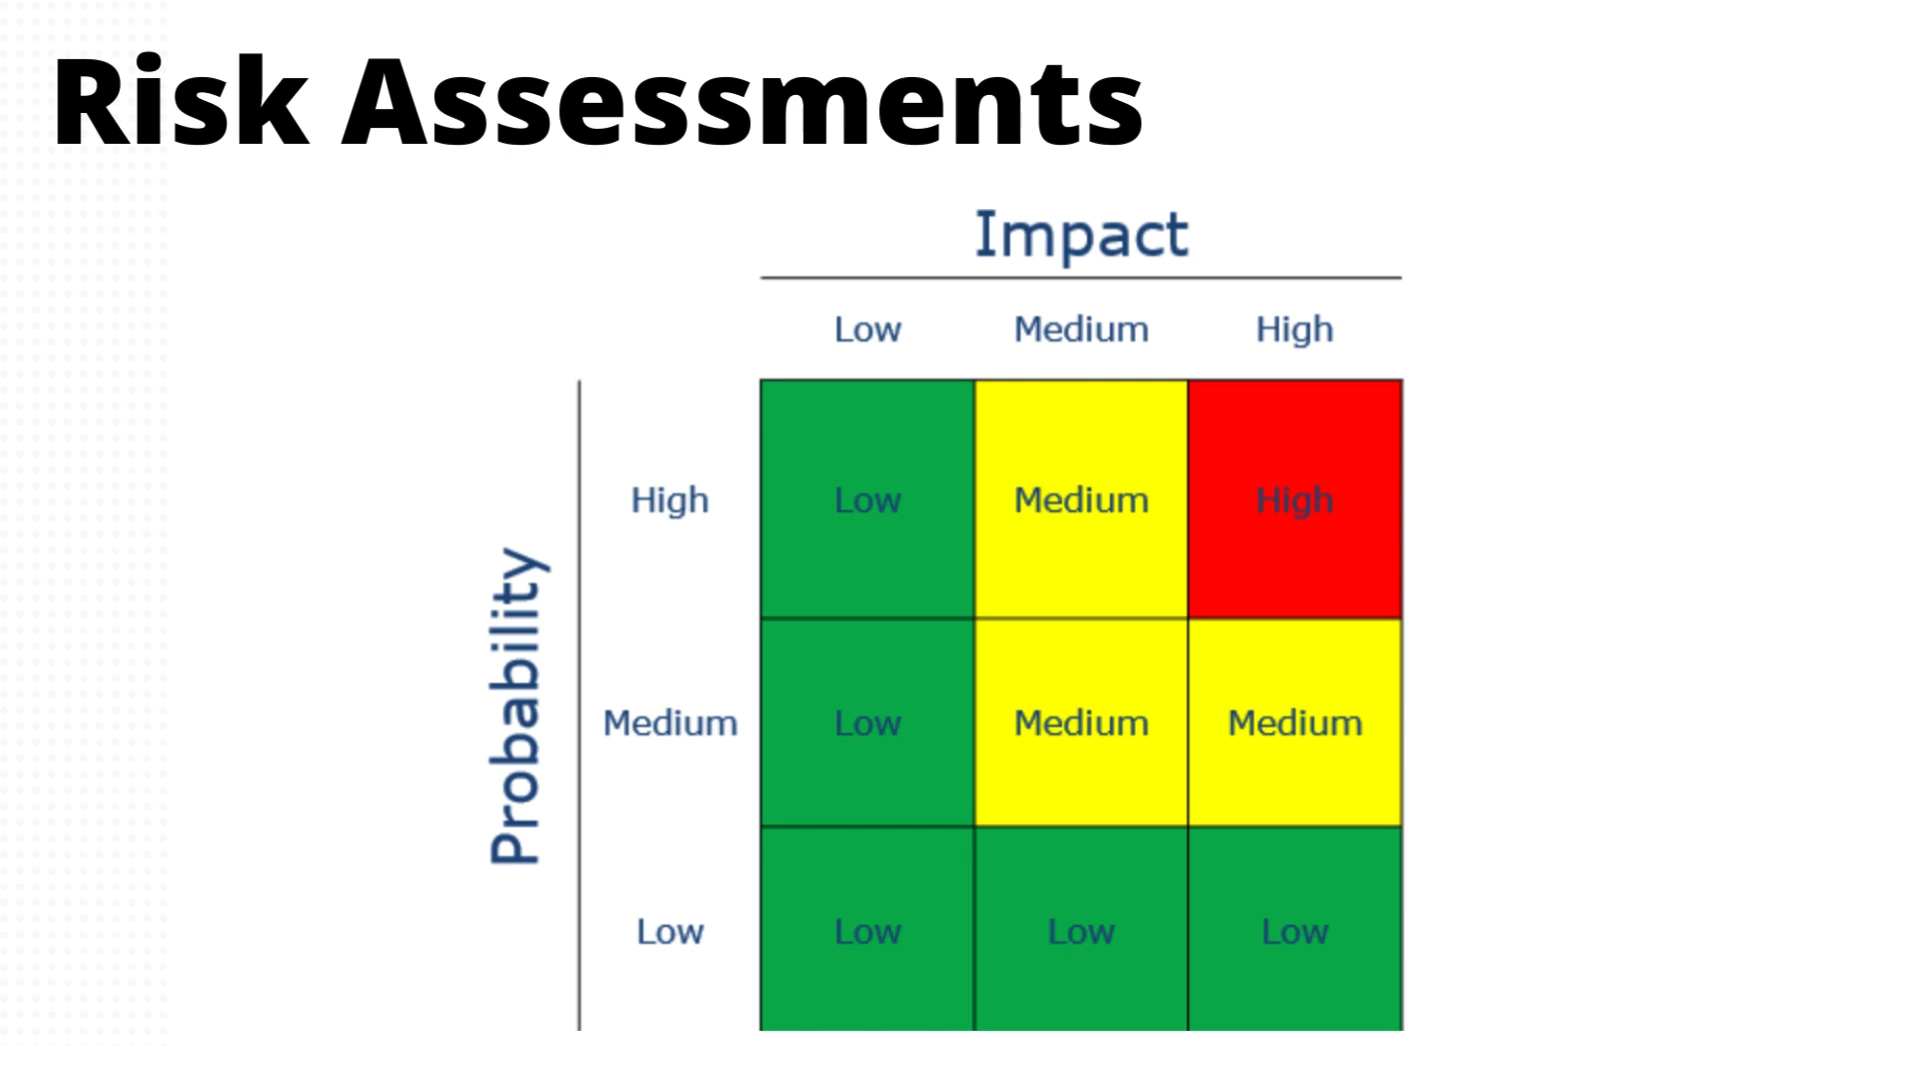 Risk Assessments
Impact
Low Medium High
Probability
High Low Medium High
Medium Low Medium Medium
Low Low Low Low